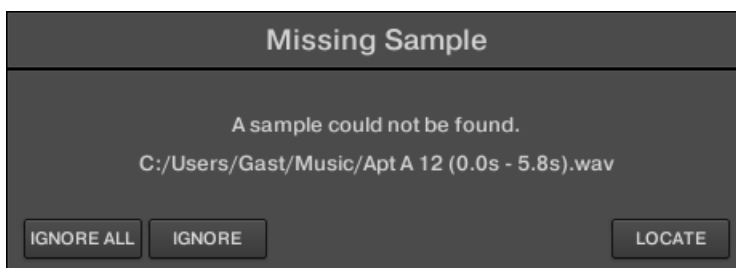 Missing Sample
A sample could not be found.
C:/Users/Gast/Music/Apt A 12 (0.0s - 5.8s).wav
IGNORE ALL IGNORE LOCATE